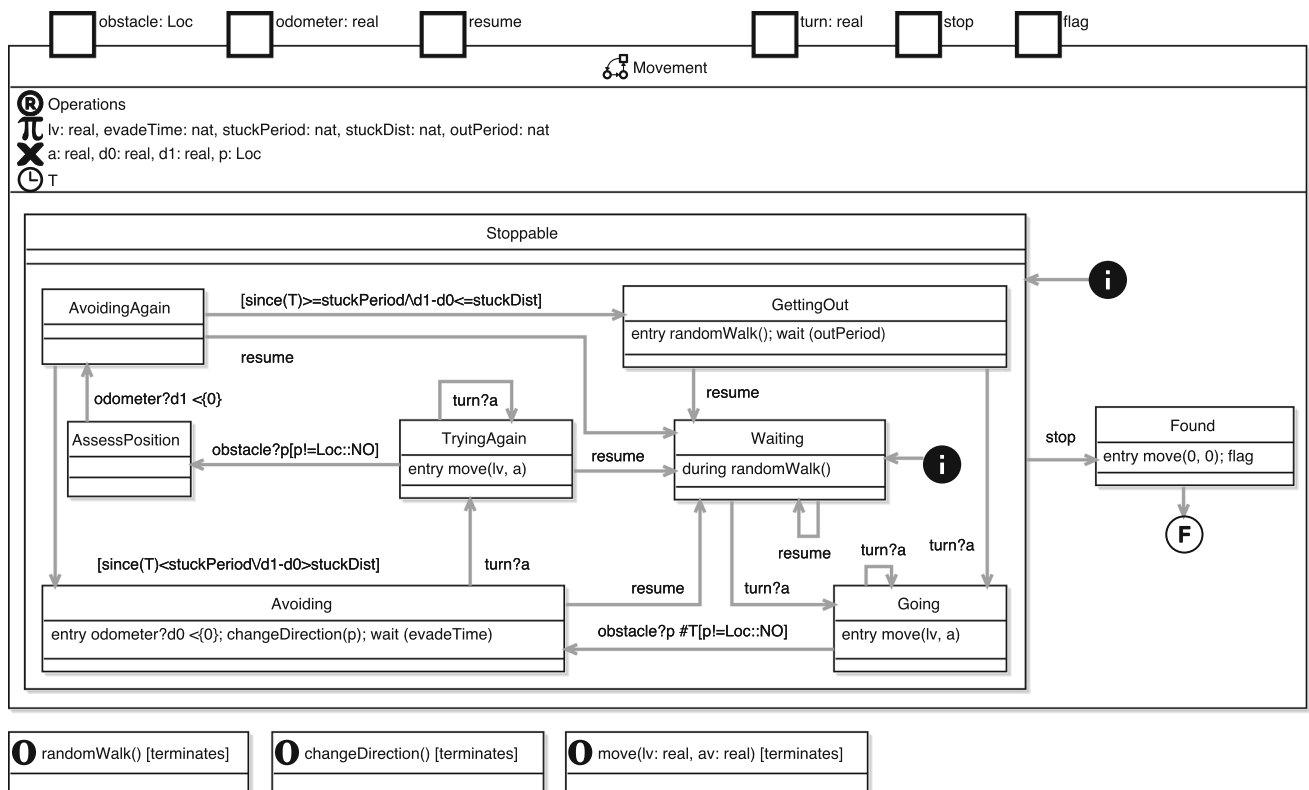 obstacle: Loc
odometer: real
resume
turn: real
stop
flag
Movement
R Operations
π lv: real, evadeTime: nat, stuckPeriod: nat, stuckDist: nat, outPeriod: nat
X a: real, d0: real, d1: real, p: Loc
T
Stoppable
i
AvoidingAgain
[since(T)>=stuckPeriod/\d1-d0<=stuckDist]
GettingOut
entry randomWalk(); wait (outPeriod)
resume
resume
odometer?d1 <{0}
turn?a
AssessPosition
obstacle?p[p!=Loc::NO]
TryingAgain
entry move(lv, a)
resume
Waiting
during randomWalk()
i
stop
Found
entry move(0, 0); flag
F
resume
turn?a
turn?a
[since(T)<stuckPeriod\/d1-d0>stuckDist]
turn?a
resume
turn?a
Avoiding
entry odometer?d0 <{0}; changeDirection(p); wait (evadeTime)
obstacle?p #T[p!=Loc::NO]
Going
entry move(lv, a)
O randomWalk() [terminates]
O changeDirection() [terminates]
O move(lv: real, av: real) [terminates]